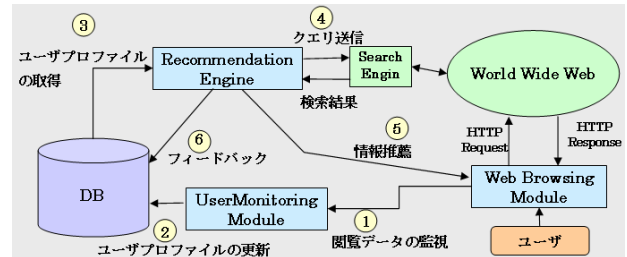 ③
ユーザプロファイル
の取得
Recommendation
Engine
④
クエリ送信
Search
Engin
検索結果
World Wide Web
HTTP
Request
HTTP
Response
⑤
情報推薦
⑥
フィードバック
DB
UserMonitoring
Module
Web Browsing
Module
①
閲覧データの監視
②
ユーザプロファイルの更新
ユーザ